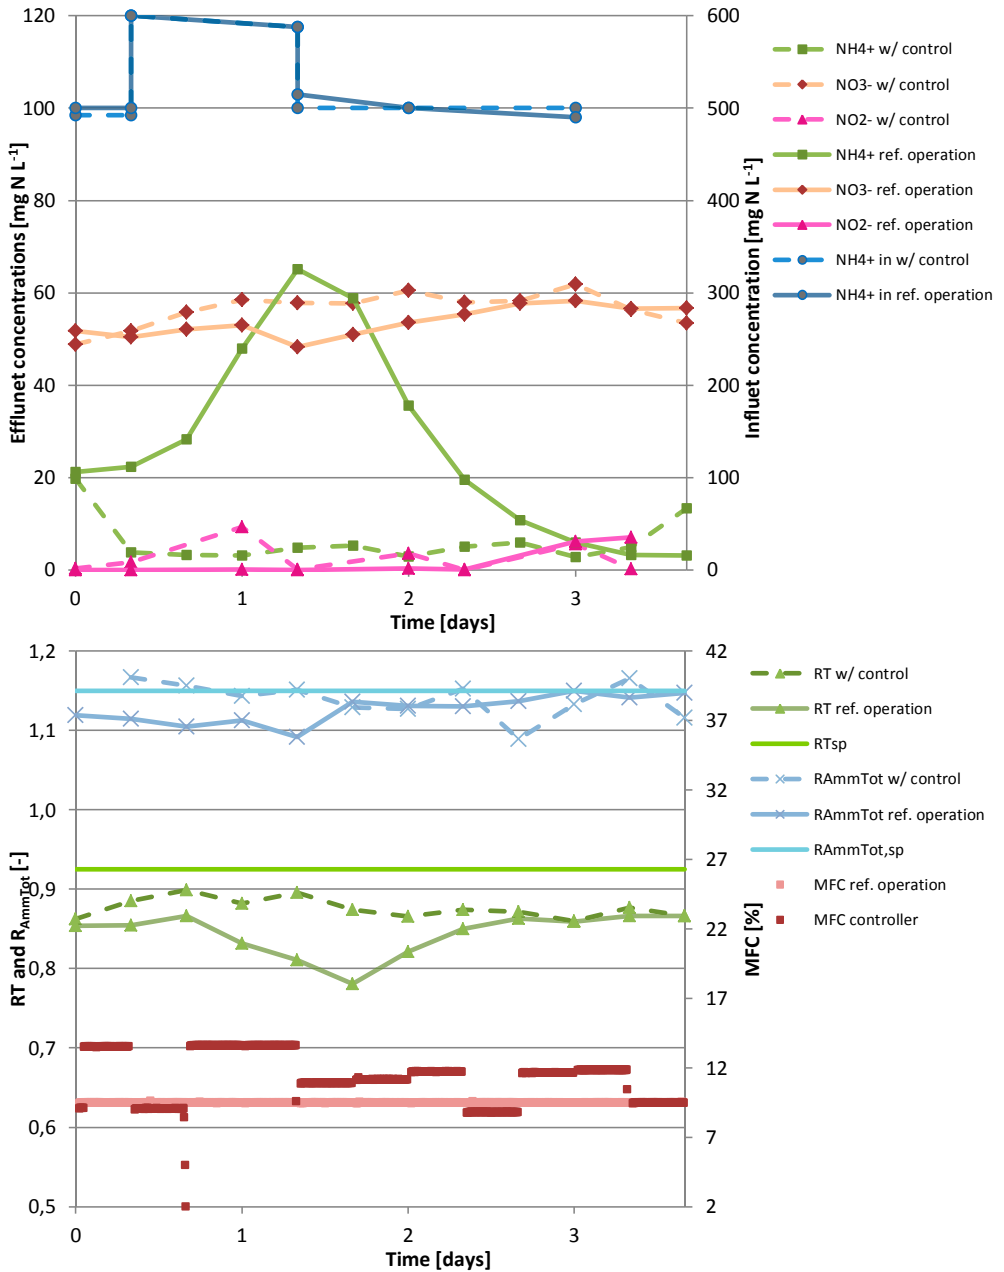 120
100
80
60
40
20
0
Efflunet concentrations [mg N L-1]
600
500
400
300
200
100
0
Influet concentration [mg N L-1]
0
1
2
3
Time [days]
NH4+ w/ control
NO3- w/ control
NO2- w/ control
NH4+ ref. operation
NO3- ref. operation
NO2- ref. operation
NH4+ in w/ control
NH4+ in ref. operation
1,2
1,1
1,0
0,9
0,8
0,7
0,6
0,5
RT and RAmmTot [-]
42
37
32
27
22
17
12
7
2
MFC [%]
0
1
2
3
Time [days]
RT w/ control
RT ref. operation
RTsp
RAmmTot w/ control
RAmmTot ref. operation
RAmmTot,sp
MFC ref. operation
MFC controller